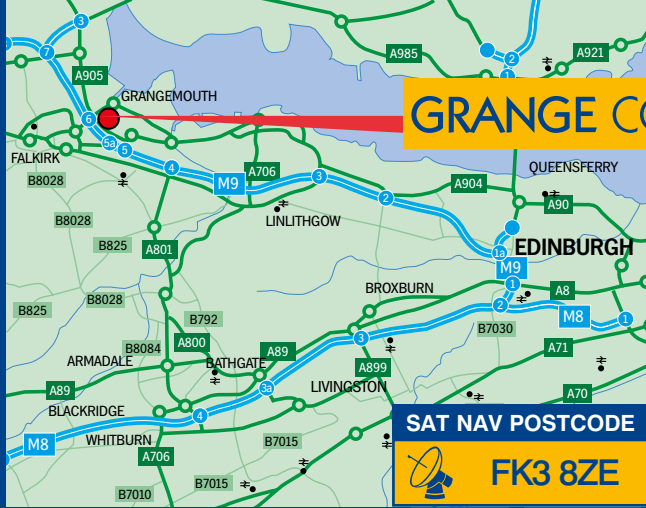 3
A985
2
A921
7
1
A905
GRANGEMOUTH
6
GRANGE
5a
5
FALKIRK
4
A706
QUEENSFERRY
B8028
M9
3
A904
2
A90
B8028
LINLITHGOW
B825
A801
1a
EDINBURGH
M9
BROXBURN
1
A8
B825
B8028
2
M8
1
B792
B7030
B8084
A800
3
A71
ARMADALE
BATHGATE
A89
A899
A89
3a
LIVINGSTON
A70
BLACKRIDGE
4
M8
WHITBURN
SAT NAV POSTCODE
A706
B7015
FK3 8ZE
B7015
B7010